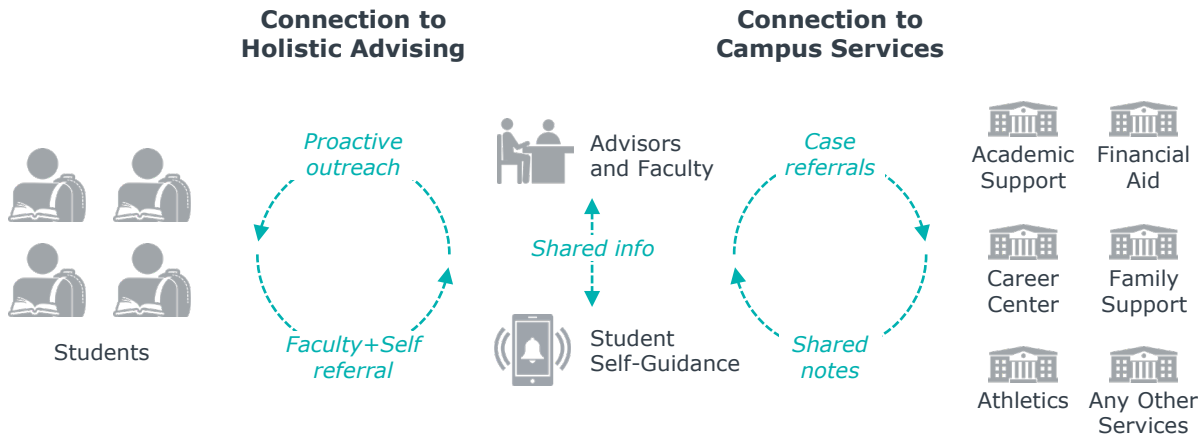 Connection to
Holistic Advising
Connection to
Campus Services
Students
Proactive
outreach
Faculty+Self
referral
Advisors
and Faculty
Shared info
Student
Self-Guidance
Case
referrals
Shared
notes
Academic
Support
Financial
Aid
Career
Center
Family
Support
Athletics
Any Other
Services